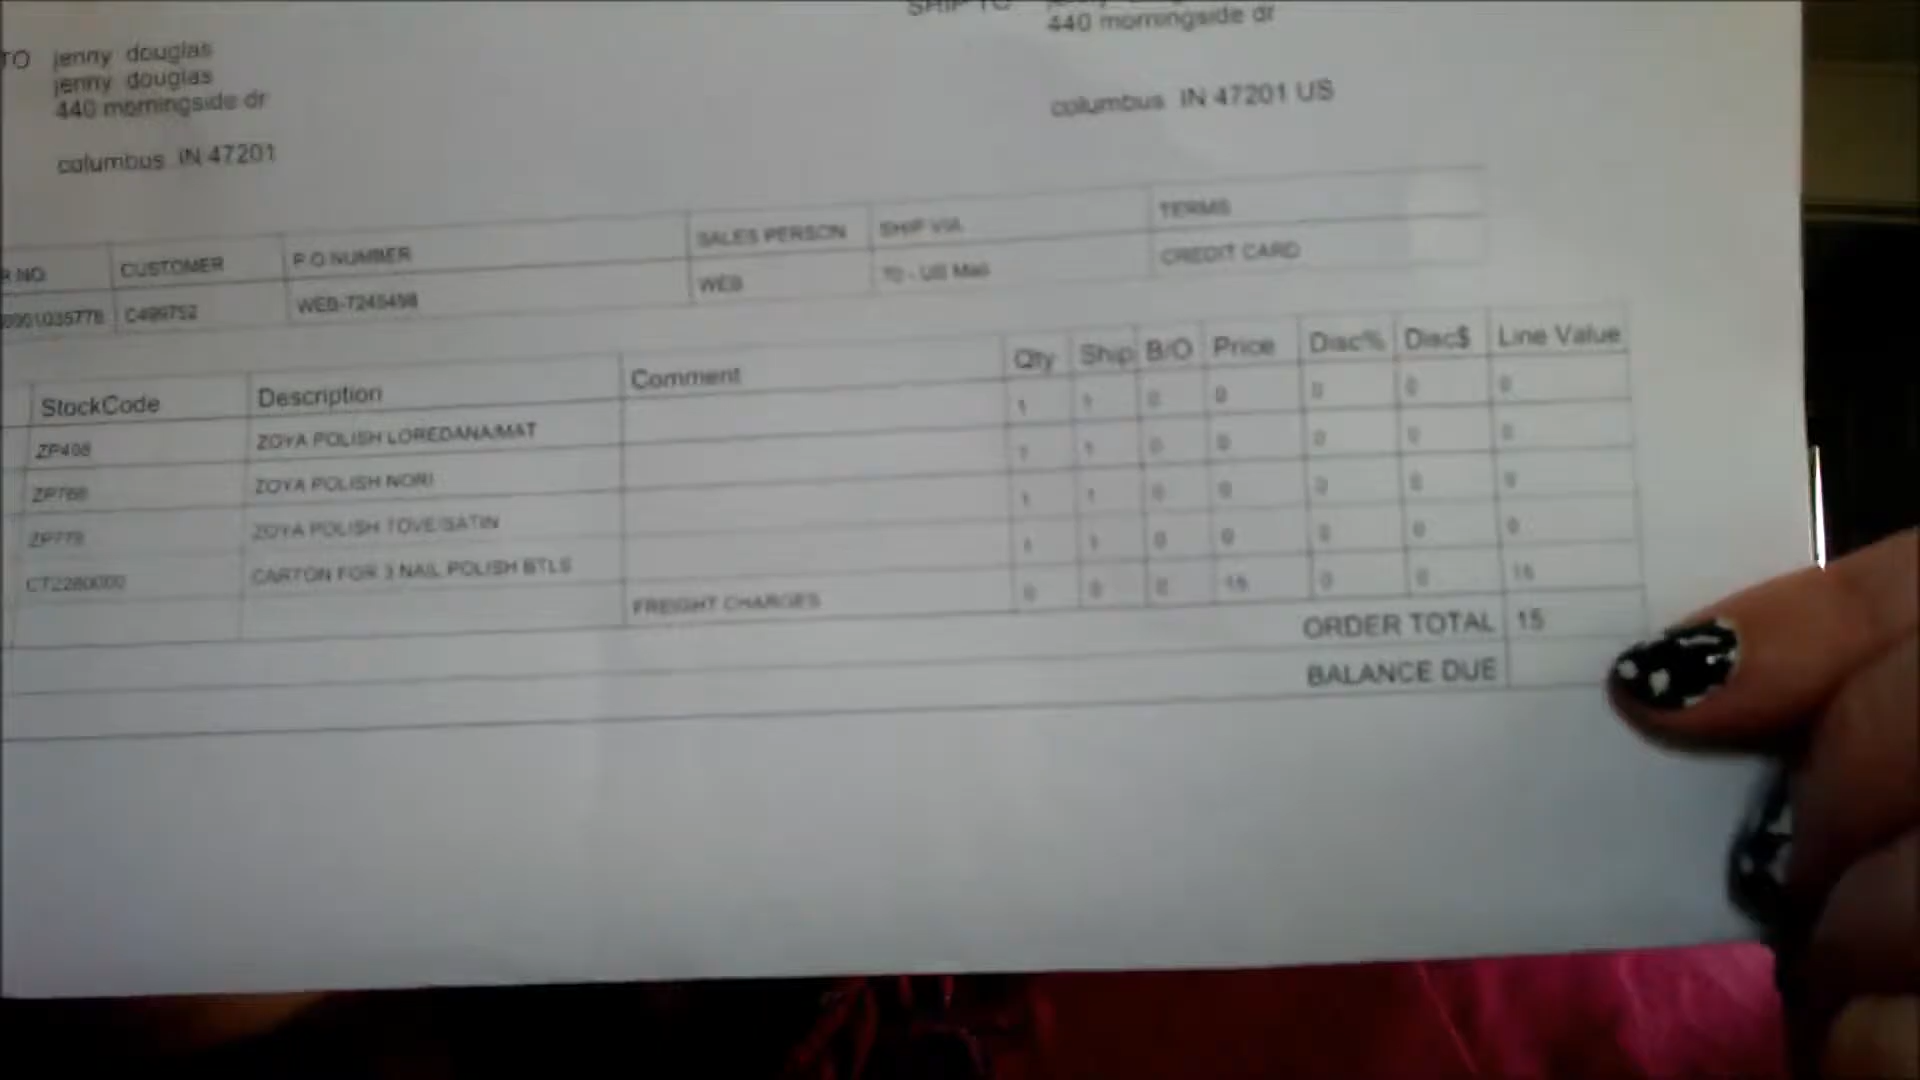 TO jenny douglas
jenny douglas
440 morningside dr
columbus IN 47201
SHIP TO
440 morningside dr
columbus IN 47201 US
R NO CUSTOMER P O NUMBER SALES PERSON SHIP VIA TERMS
C499752 WEB-7245498 WEB US Mail CREDIT CARD
StockCode Description Comment Qty Ship B/O Price Disc% Disc$ Line Value
ZP408 ZOYA POLISH LOREDANA/MAT 1 1 0 0 0 0 0
ZP768 ZOYA POLISH NORI 1 1 0 0 0 0 0
ZP779 ZOYA POLISH TOVE/SATIN 1 1 0 0 0 0 0
CT2280000 CARTON FOR 3 NAIL POLISH BTLS 1 1 0 0 0 0 0
FREIGHT CHARGES 0 0 0 15 0 0 15
ORDER TOTAL 15
BALANCE DUE